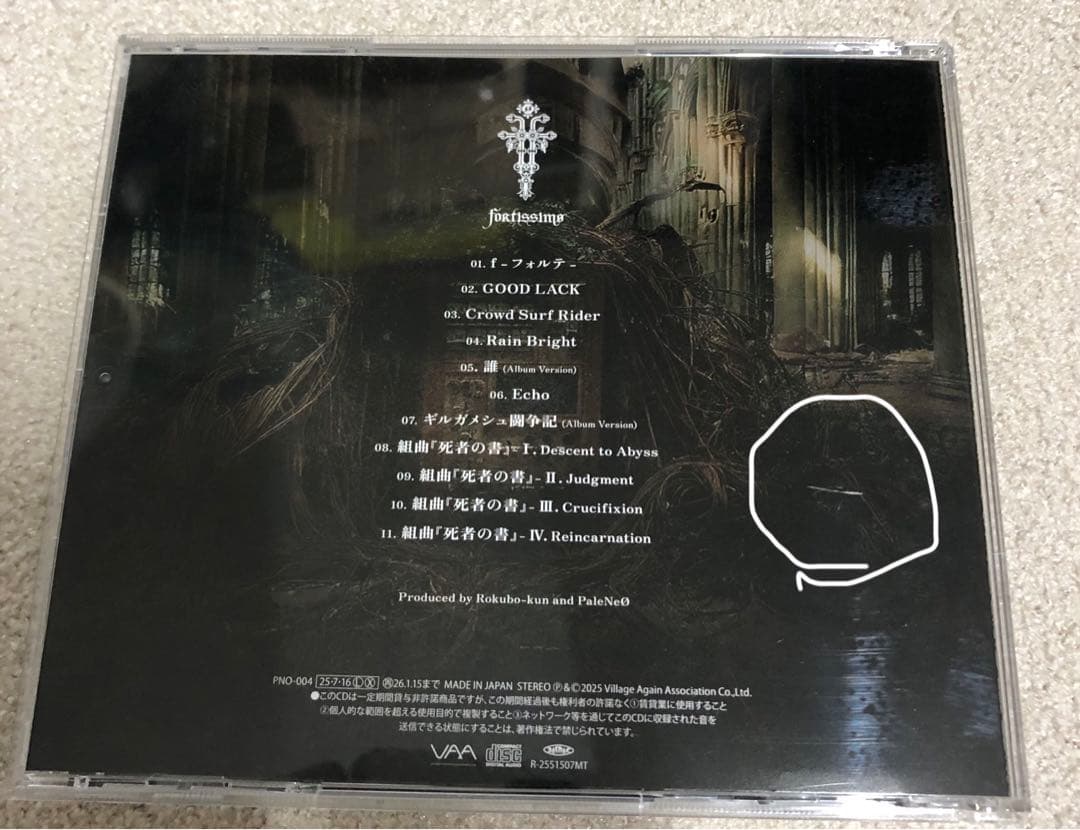 fortissimo
01. f - フォルテ -
02. GOOD LACK
03. Crowd Surf Rider
04. Rain Bright
05. 誰 (Album Version)
06. Echo
07. ギルガメシュ闘争記 (Album Version)
08. 組曲『死者の書』- I. Descent to Abyss
09. 組曲『死者の書』- II. Judgment
10. 組曲『死者の書』- III. Crucifixion
11. 組曲『死者の書』- IV. Reincarnation
Produced by Rokubo-kun and PaleNeØ
PNO-004 25・7・16 Ⓛ Ⓧ ㋹26.1.15まで MADE IN JAPAN STEREO Ⓟ&©2025 Village Again Association Co.,Ltd.
●このCDは一定期間貸与非許諾商品ですが、この期間経過後も権利者の許諾なく①賃貸業に使用すること
②個人的な範囲を超える使用目的で複製すること③ネットワーク等を通じてこのCDに収録された音を
送信できる状態にすることは、著作権法で禁じられています。
VAA COMPACT disc DIGITAL AUDIO R-2551507MT